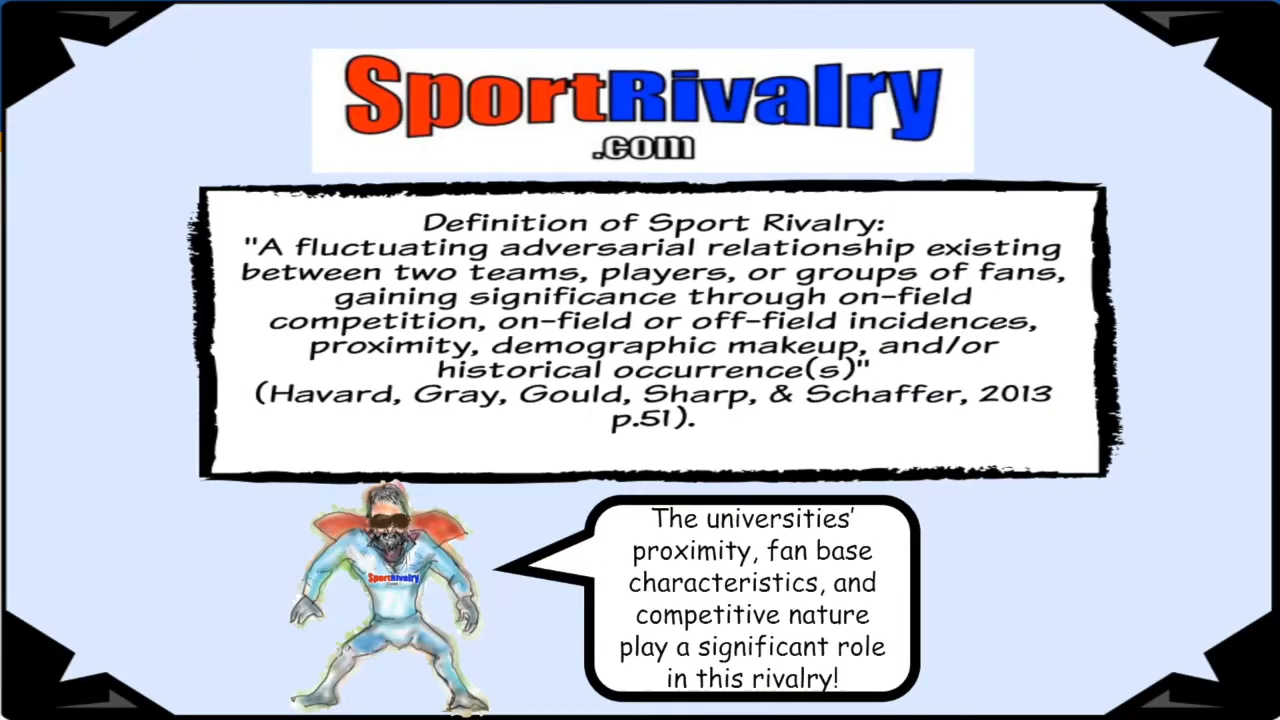 SportRivalry
.com
Definition of Sport Rivalry:
"A fluctuating adversarial relationship existing
between two teams, players, or groups of fans,
gaining significance through on-field
competition, on-field or off-field incidences,
proximity, demographic makeup, and/or
historical occurrence(s)"
(Havard, Gray, Gould, Sharp, & Schaffer, 2013
p.51).
SportRivalry
.com
The universities'
proximity, fan base
characteristics, and
competitive nature
play a significant role
in this rivalry!